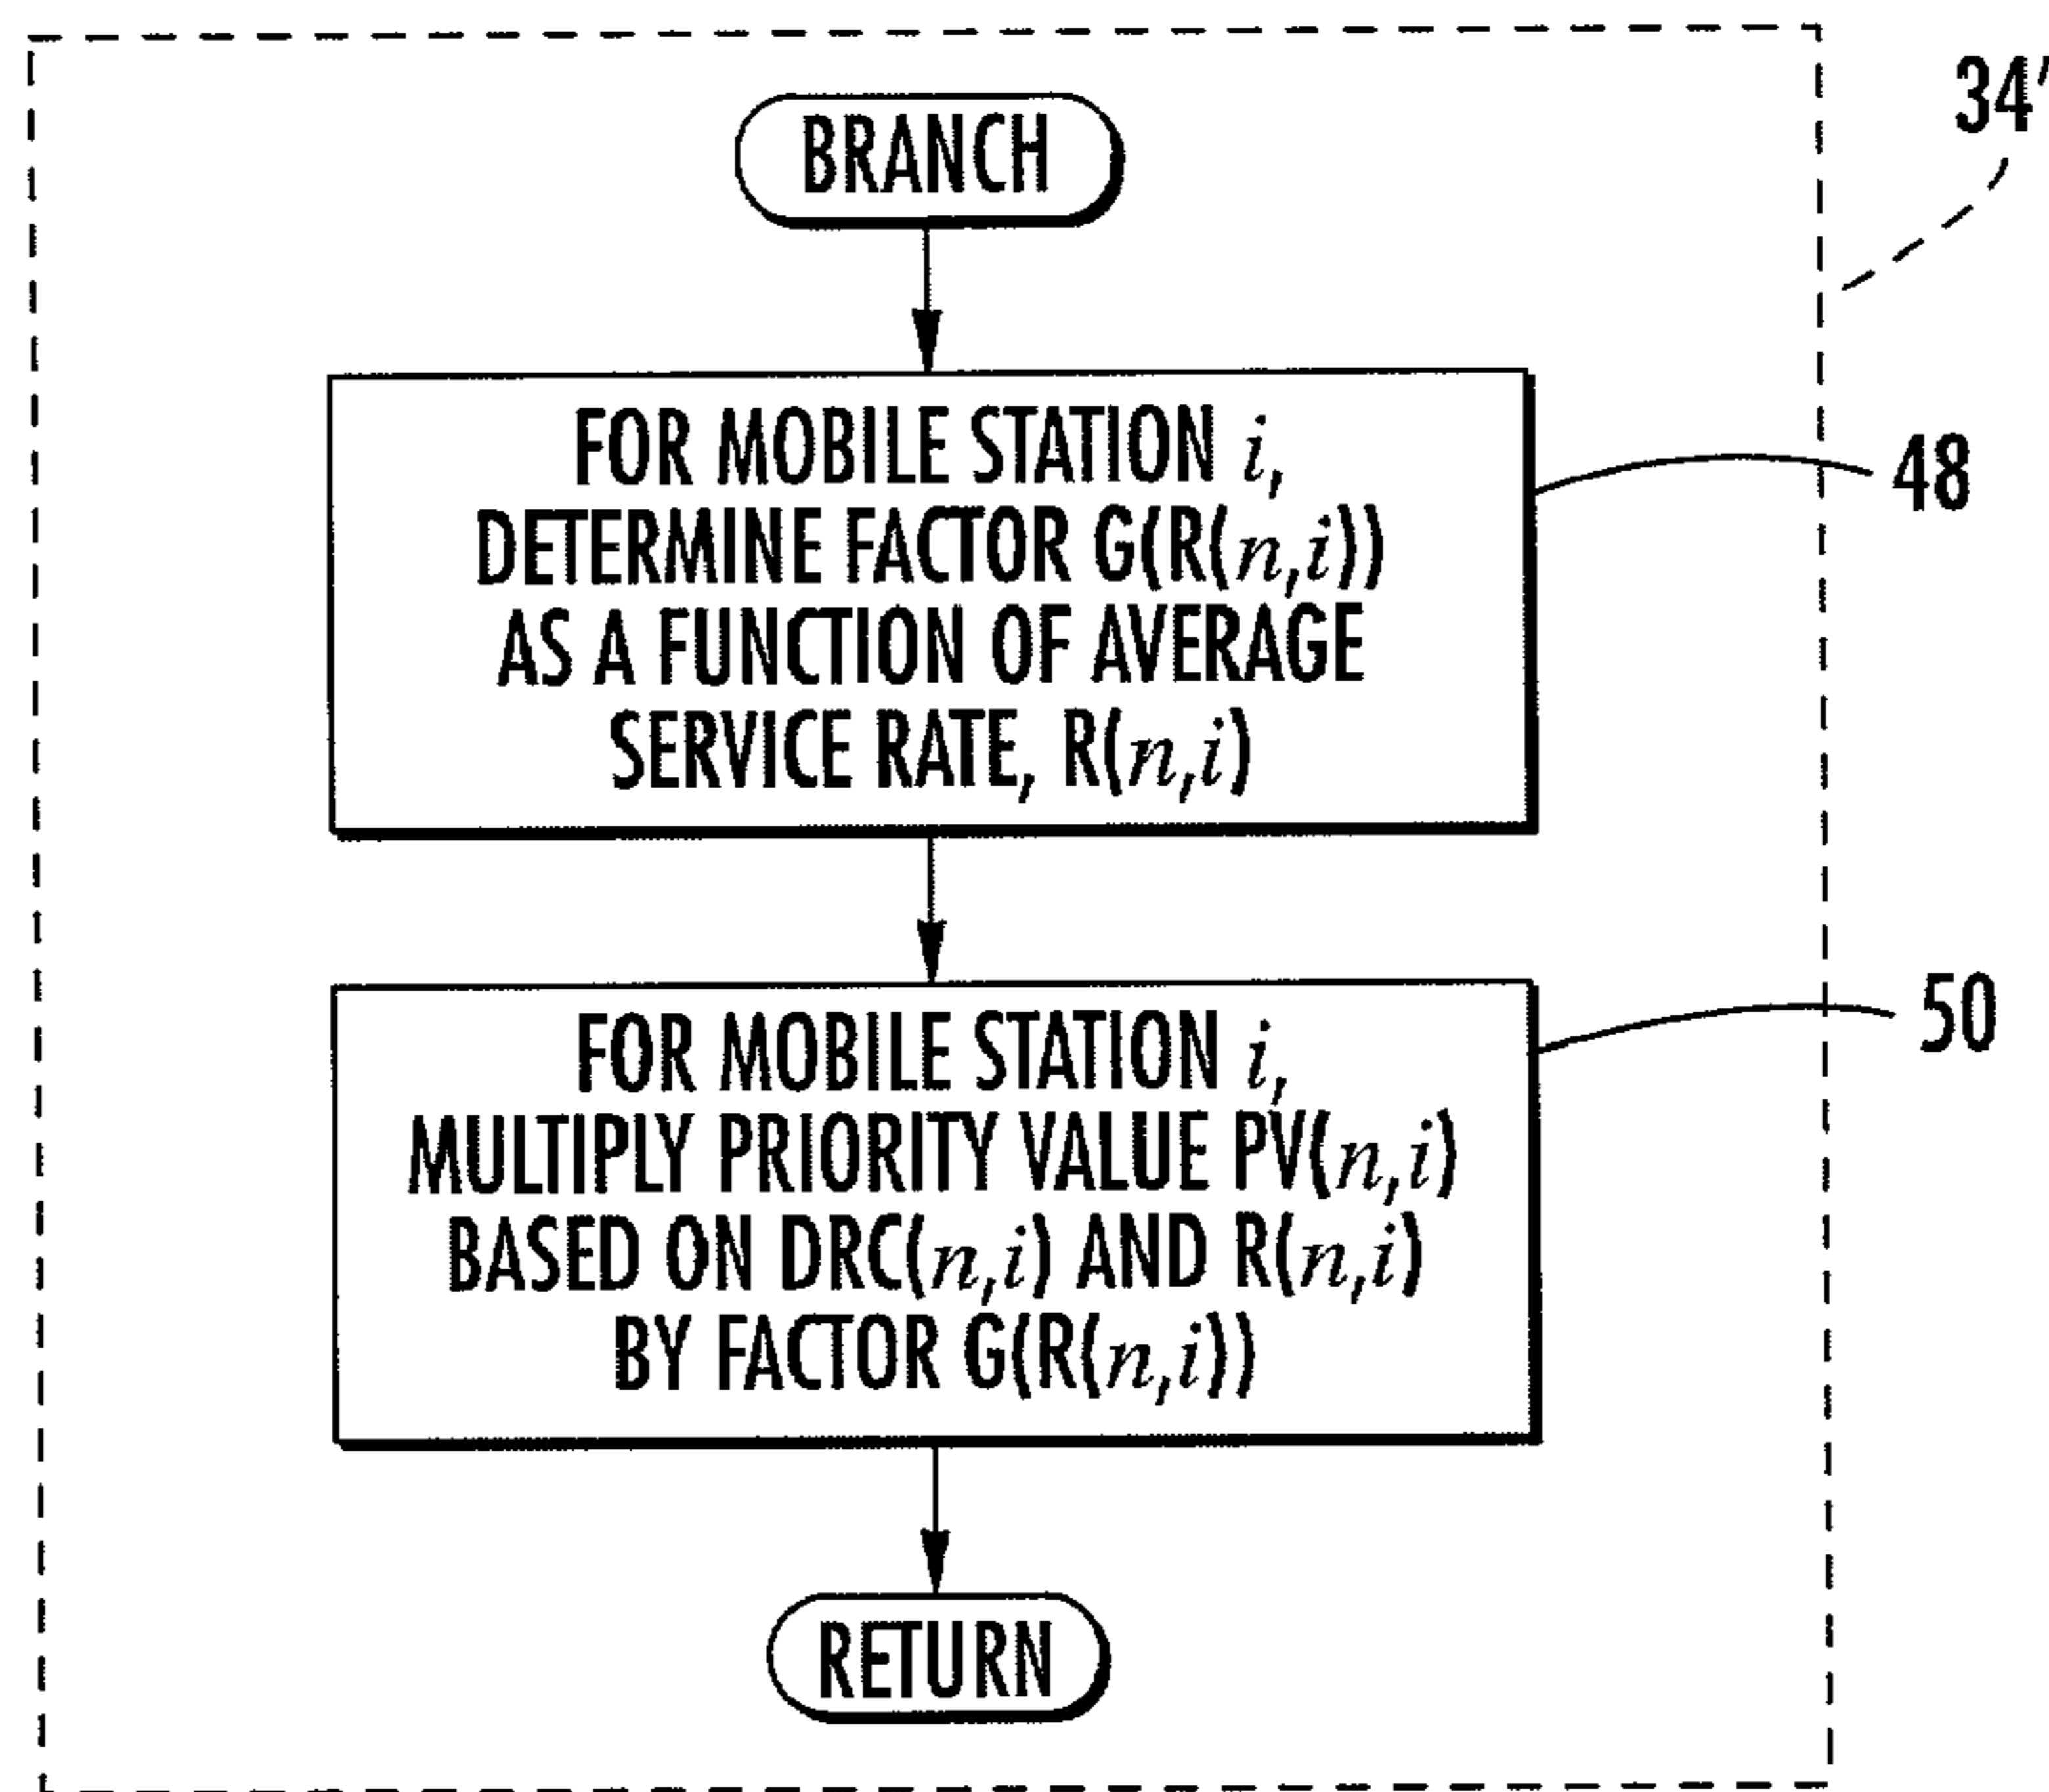 BRANCH
34'
FOR MOBILE STATION i,
DETERMINE FACTOR G(R(n,i))
AS A FUNCTION OF AVERAGE
SERVICE RATE, R(n,i)
48
FOR MOBILE STATION i,
MULTIPLY PRIORITY VALUE PV(n,i)
BASED ON DRC(n,i) AND R(n,i)
BY FACTOR G(R(n,i))
50
RETURN